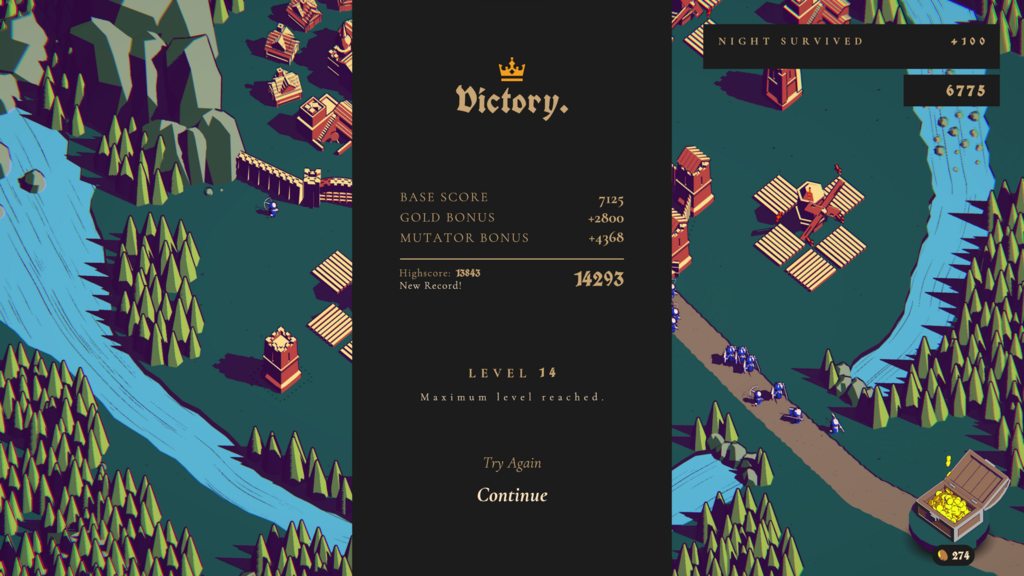 Victory.
BASE SCORE 7125
GOLD BONUS +2800
MUTATOR BONUS +4368
Highscore: 13843
New Record!
14293
LEVEL 14
Maximum level reached.
Try Again
Continue
NIGHT SURVIVED +100
6775
274